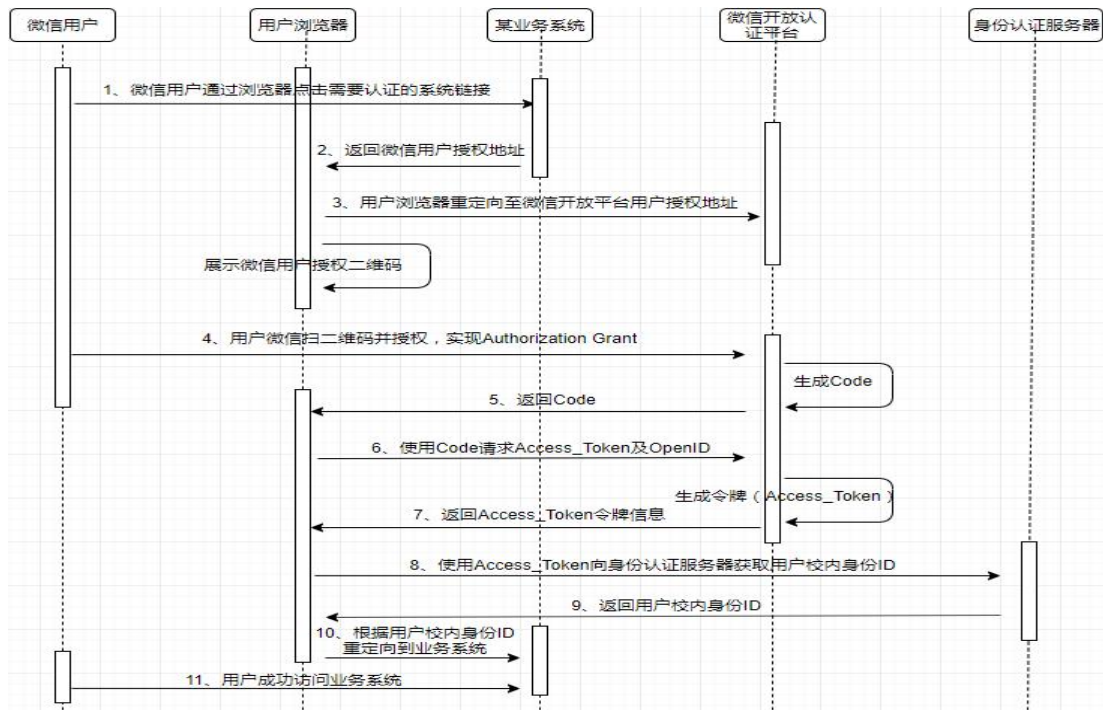 微信用户
用户浏览器
某业务系统
微信开放认
证平台
身份认证服务器
1、微信用户通过浏览器点击需要认证的系统链接
2、返回微信用户授权地址
3、用户浏览器重定向至微信开放平台用户授权地址
展示微信用户授权二维码
4、用户微信扫二维码并授权，实现Authorization Grant
生成Code
5、返回Code
6、使用Code请求Access_Token及OpenID
生成令牌（Access_Token）
7、返回Access_Token令牌信息
8、使用Access_Token向身份认证服务器获取用户校内身份ID
9、返回用户校内身份ID
10、根据用户校内身份ID
重定向到业务系统
11、用户成功访问业务系统